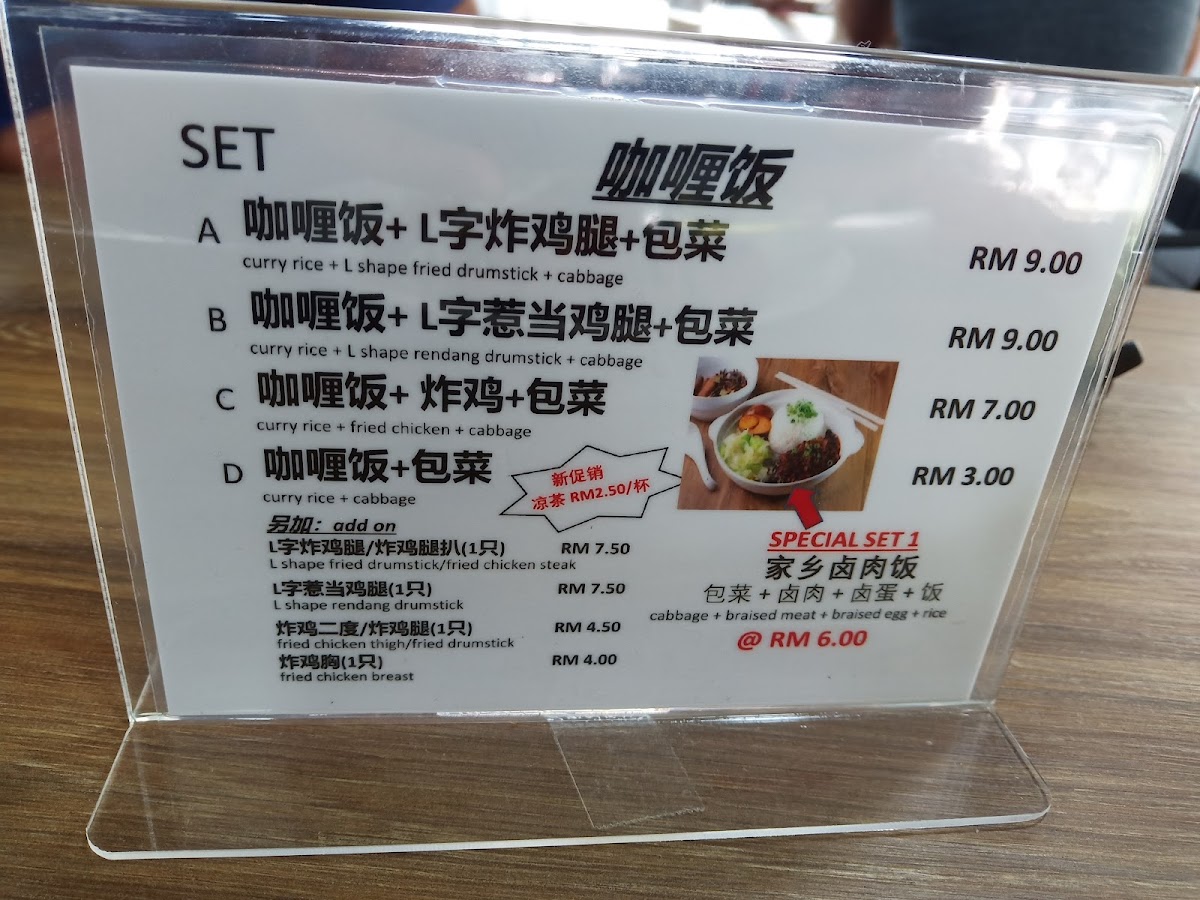 SET
咖喱饭
A 咖喱饭+ L字炸鸡腿+包菜 RM 9.00
curry rice + L shape fried drumstick + cabbage
B 咖喱饭+ L字惹当鸡腿+包菜 RM 9.00
curry rice + L shape rendang drumstick + cabbage
C 咖喱饭+ 炸鸡+包菜 RM 7.00
curry rice + fried chicken + cabbage
D 咖喱饭+包菜 RM 3.00
curry rice + cabbage
新促销
凉茶 RM2.50/杯
另加：add on
L字炸鸡腿/炸鸡腿扒(1只) RM 7.50
L shape fried drumstick/fried chicken steak
L字惹当鸡腿(1只) RM 7.50
L shape rendang drumstick
炸鸡二度/炸鸡腿(1只) RM 4.50
fried chicken thigh/fried drumstick
炸鸡胸(1只) RM 4.00
fried chicken breast
SPECIAL SET 1
家乡卤肉饭
包菜 + 卤肉 + 卤蛋 + 饭
cabbage + braised meat + braised egg + rice
@ RM 6.00